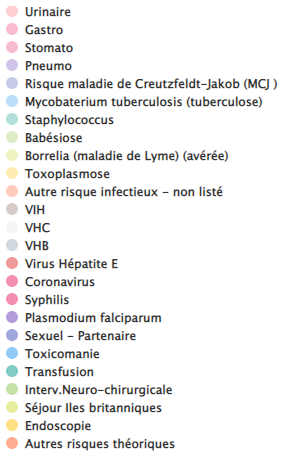 Urinaire
Gastro
Stomato
Pneumo
Risque maladie de Creutzfeldt-Jakob (MCJ )
Mycobaterium tuberculosis (tuberculose)
Staphylococcus
Babésiose
Borrelia (maladie de Lyme) (avérée)
Toxoplasmose
Autre risque infectieux - non listé
VIH
VHC
VHB
Virus Hépatite E
Coronavirus
Syphilis
Plasmodium falciparum
Sexuel - Partenaire
Toxicomanie
Transfusion
Interv.Neuro-chirurgicale
Séjour Iles britanniques
Endoscopie
Autres risques théoriques